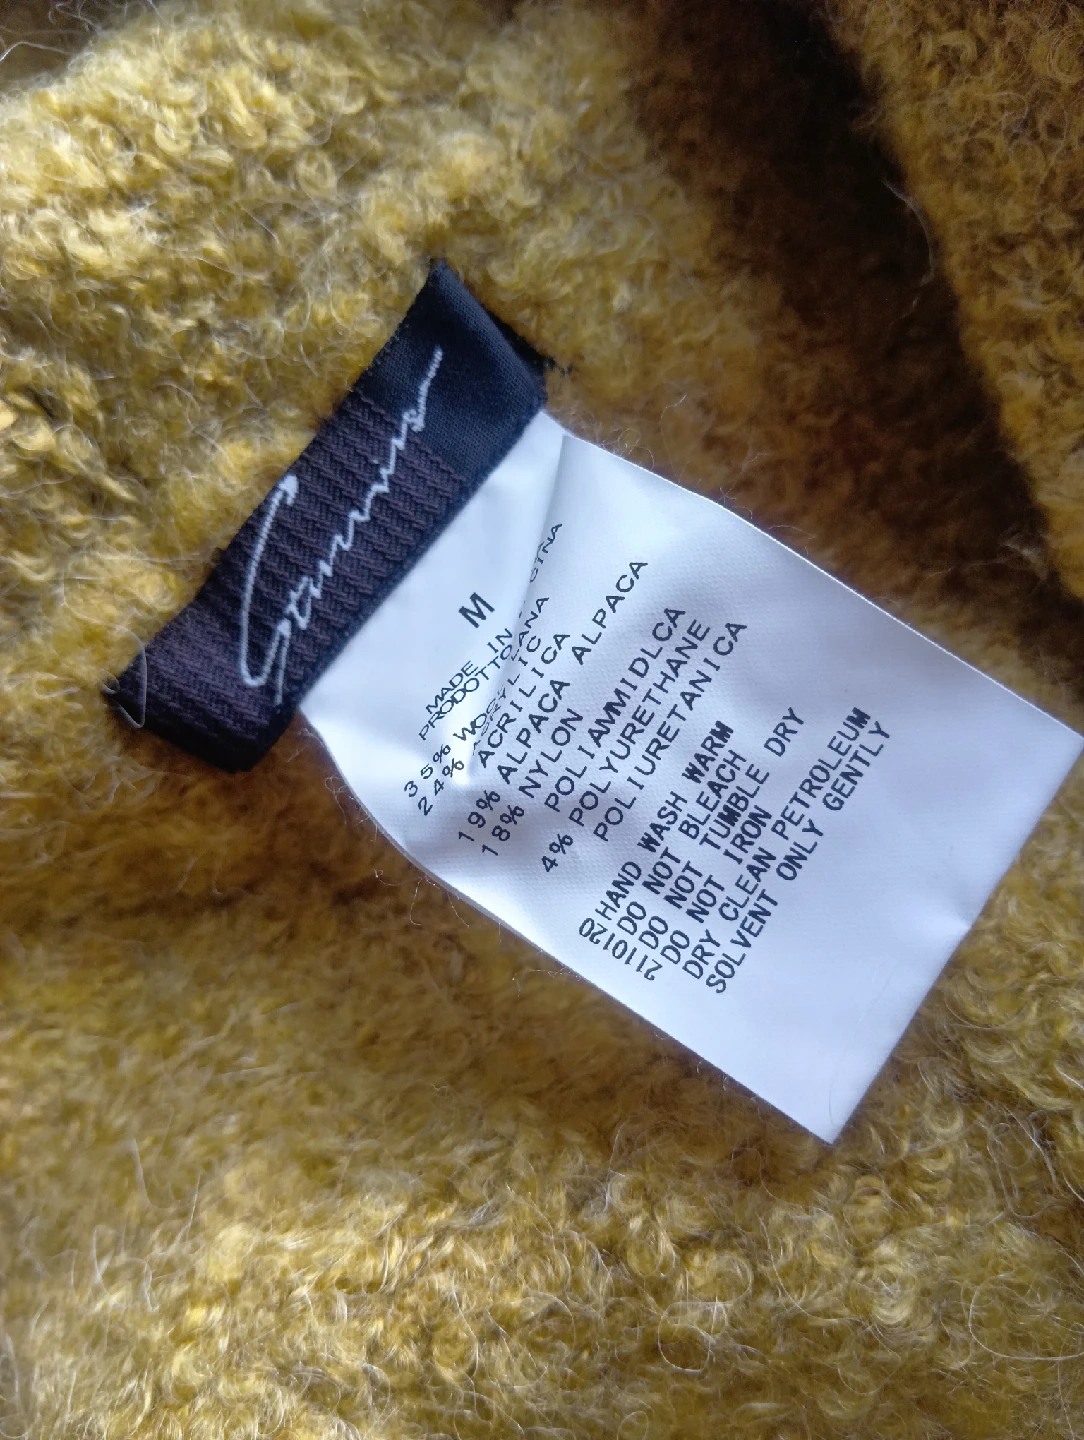 M
MADE IN
PRODOTTO
35% WOOL LANA
24% ACRYLIC
ACRILICA
19% ALPACA ALPACA
18% NYLON
POLIAMMIDLCA
4% POLYURETHANE
POLIURETANICA
HAND WASH WARM
DO NOT BLEACH
DO NOT TUMBLE DRY
DO NOT IRON
DRY CLEAN PETROLEUM
SOLVENT ONLY GENTLY
2110120